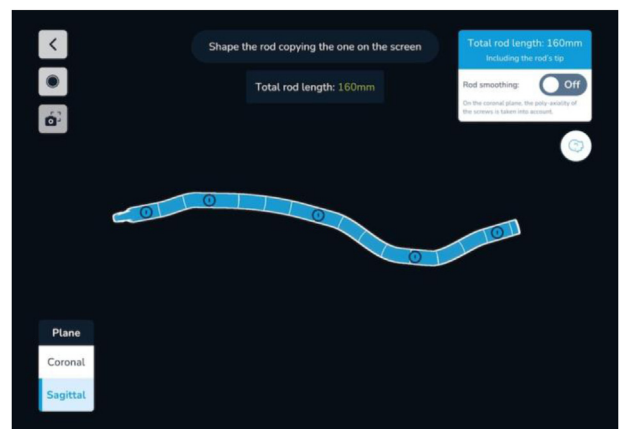 Shape the rod copying the one on the screen
Total rod length: 160mm
Total rod length: 160mm
Including the rod's tip
Rod smoothing:
Off
On the coronal plane, the poly-axiality of
the screws is taken into account.
Plane
Coronal
Sagittal